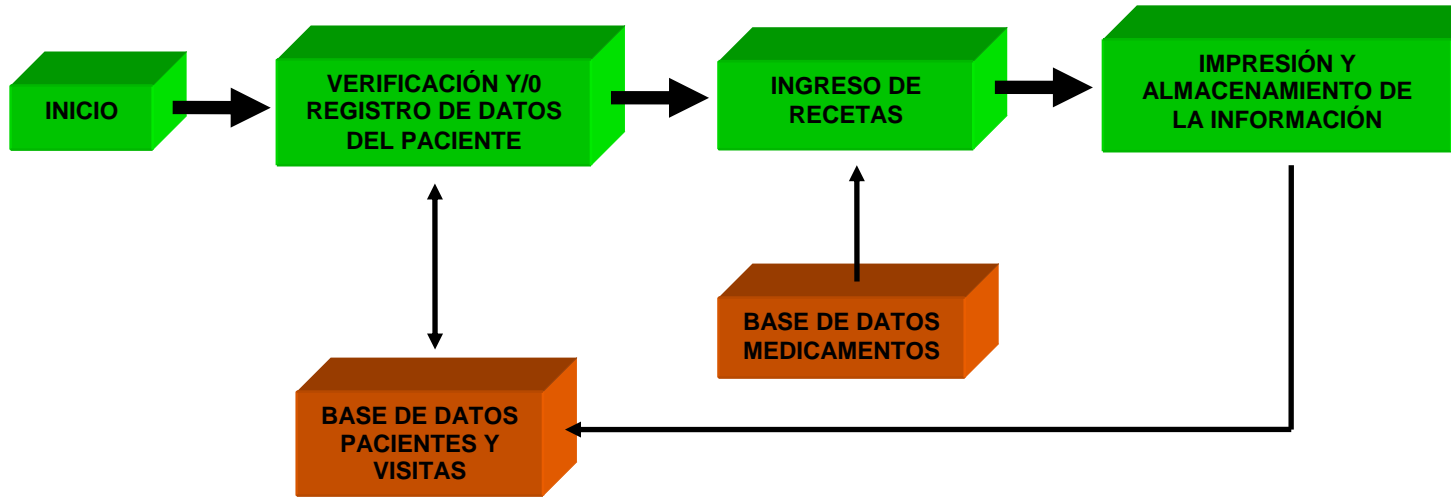 INICIO
VERIFICACIÓN Y/0
REGISTRO DE DATOS
DEL PACIENTE
INGRESO DE
RECETAS
IMPRESIÓN Y
ALMACENAMIENTO DE
LA INFORMACIÓN
BASE DE DATOS
MEDICAMENTOS
BASE DE DATOS
PACIENTES Y
VISITAS